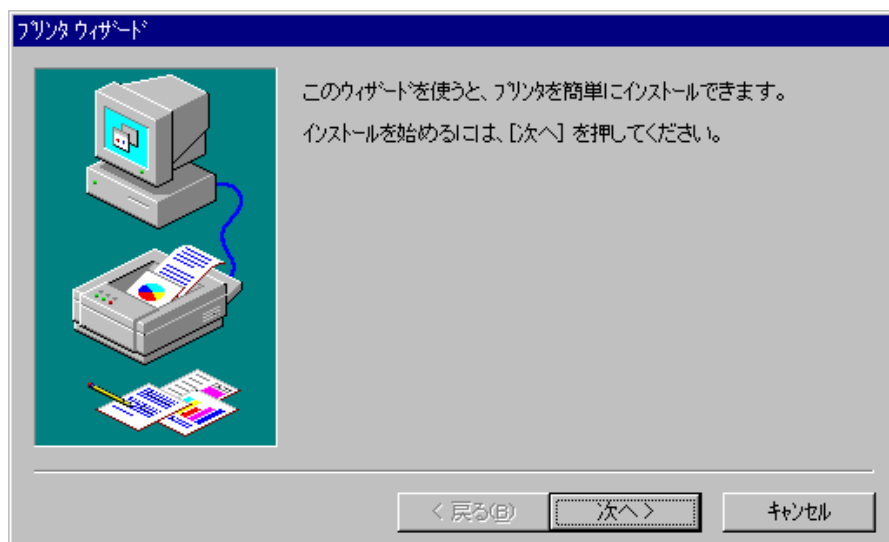 プリンタ ウィザード
このウィザードを使うと、プリンタを簡単にインストールできます。
インストールを始めるには、[次へ] を押してください。
< 戻る(B)
次へ >
キャンセル